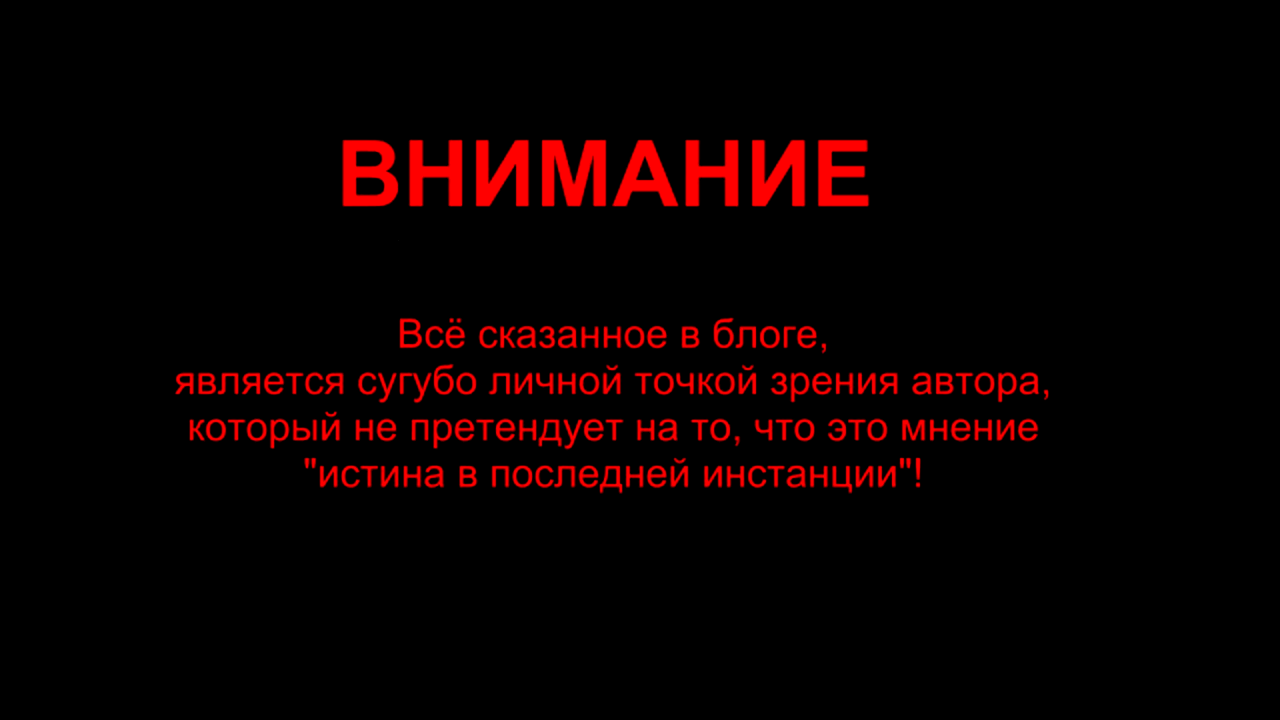 ВНИМАНИЕ
Всё сказанное в блоге,
является сугубо личной точкой зрения автора,
который не претендует на то, что это мнение
"истина в последней инстанции"!